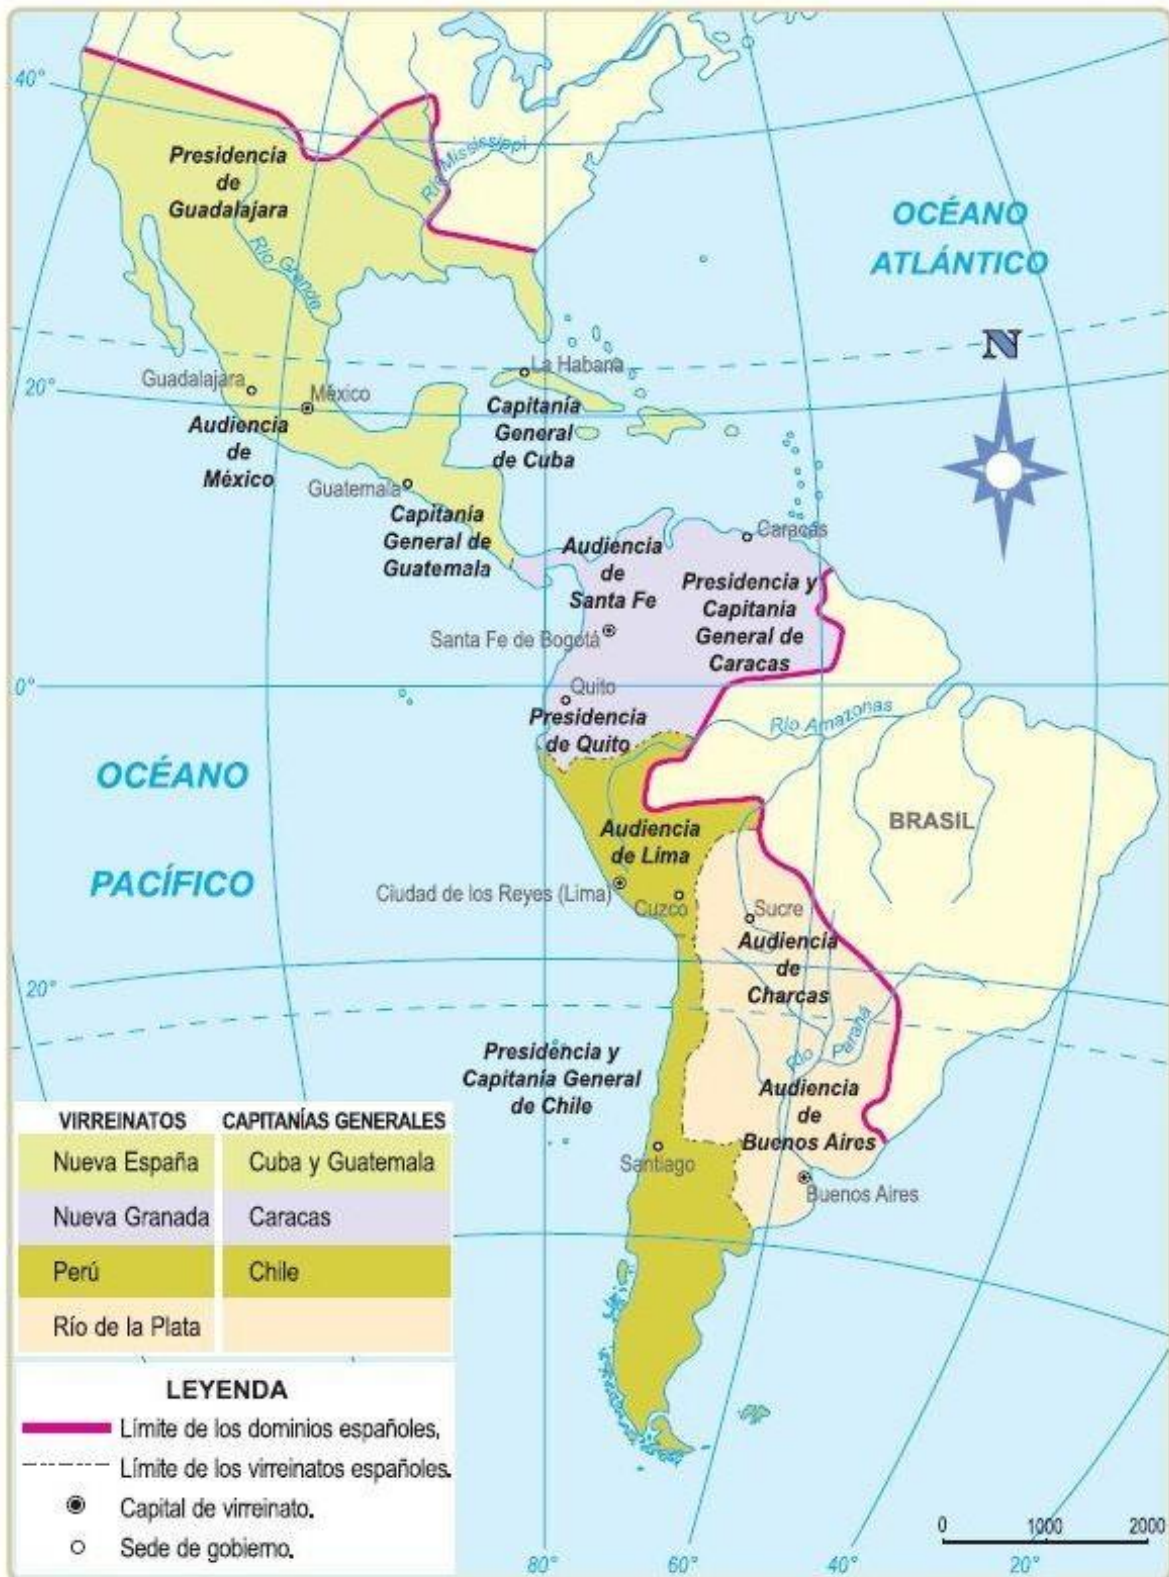 40°
Río Mississippi
Presidencia
de
Guadalajara
OCÉANO
ATLÁNTICO
Río Grande
N
La Habana
Guadalajara
20°
México
Capitanía
General
de Cuba
Audiencia
de
México
Guatemala
Capitanía
General de
Guatemala
Caracas
Audiencia
de
Santa Fe
Presidencia y
Capitania
General de
Caracas
Santa Fe de Bogotá
0°
Quito
Presidencia
de Quito
Río Amazonas
OCÉANO
PACÍFICO
BRASIL
Audiencia
de Lima
Ciudad de los Reyes (Lima)
Cuzco
Sucre
Audiencia
de
Charcas
20°
Río Paraná
Presidencia y
Capitanía General
de Chile
Audiencia
de
Buenos Aires
Santiago
Buenos Aires
VIRREINATOS CAPITANÍAS GENERALES
Nueva España Cuba y Guatemala
Nueva Granada Caracas
Perú Chile
Río de la Plata
LEYENDA
Límite de los dominios españoles.
Límite de los virreinatos españoles.
Capital de virreinato.
Sede de gobierno.
0 1000 2000
80° 60° 40° 20°